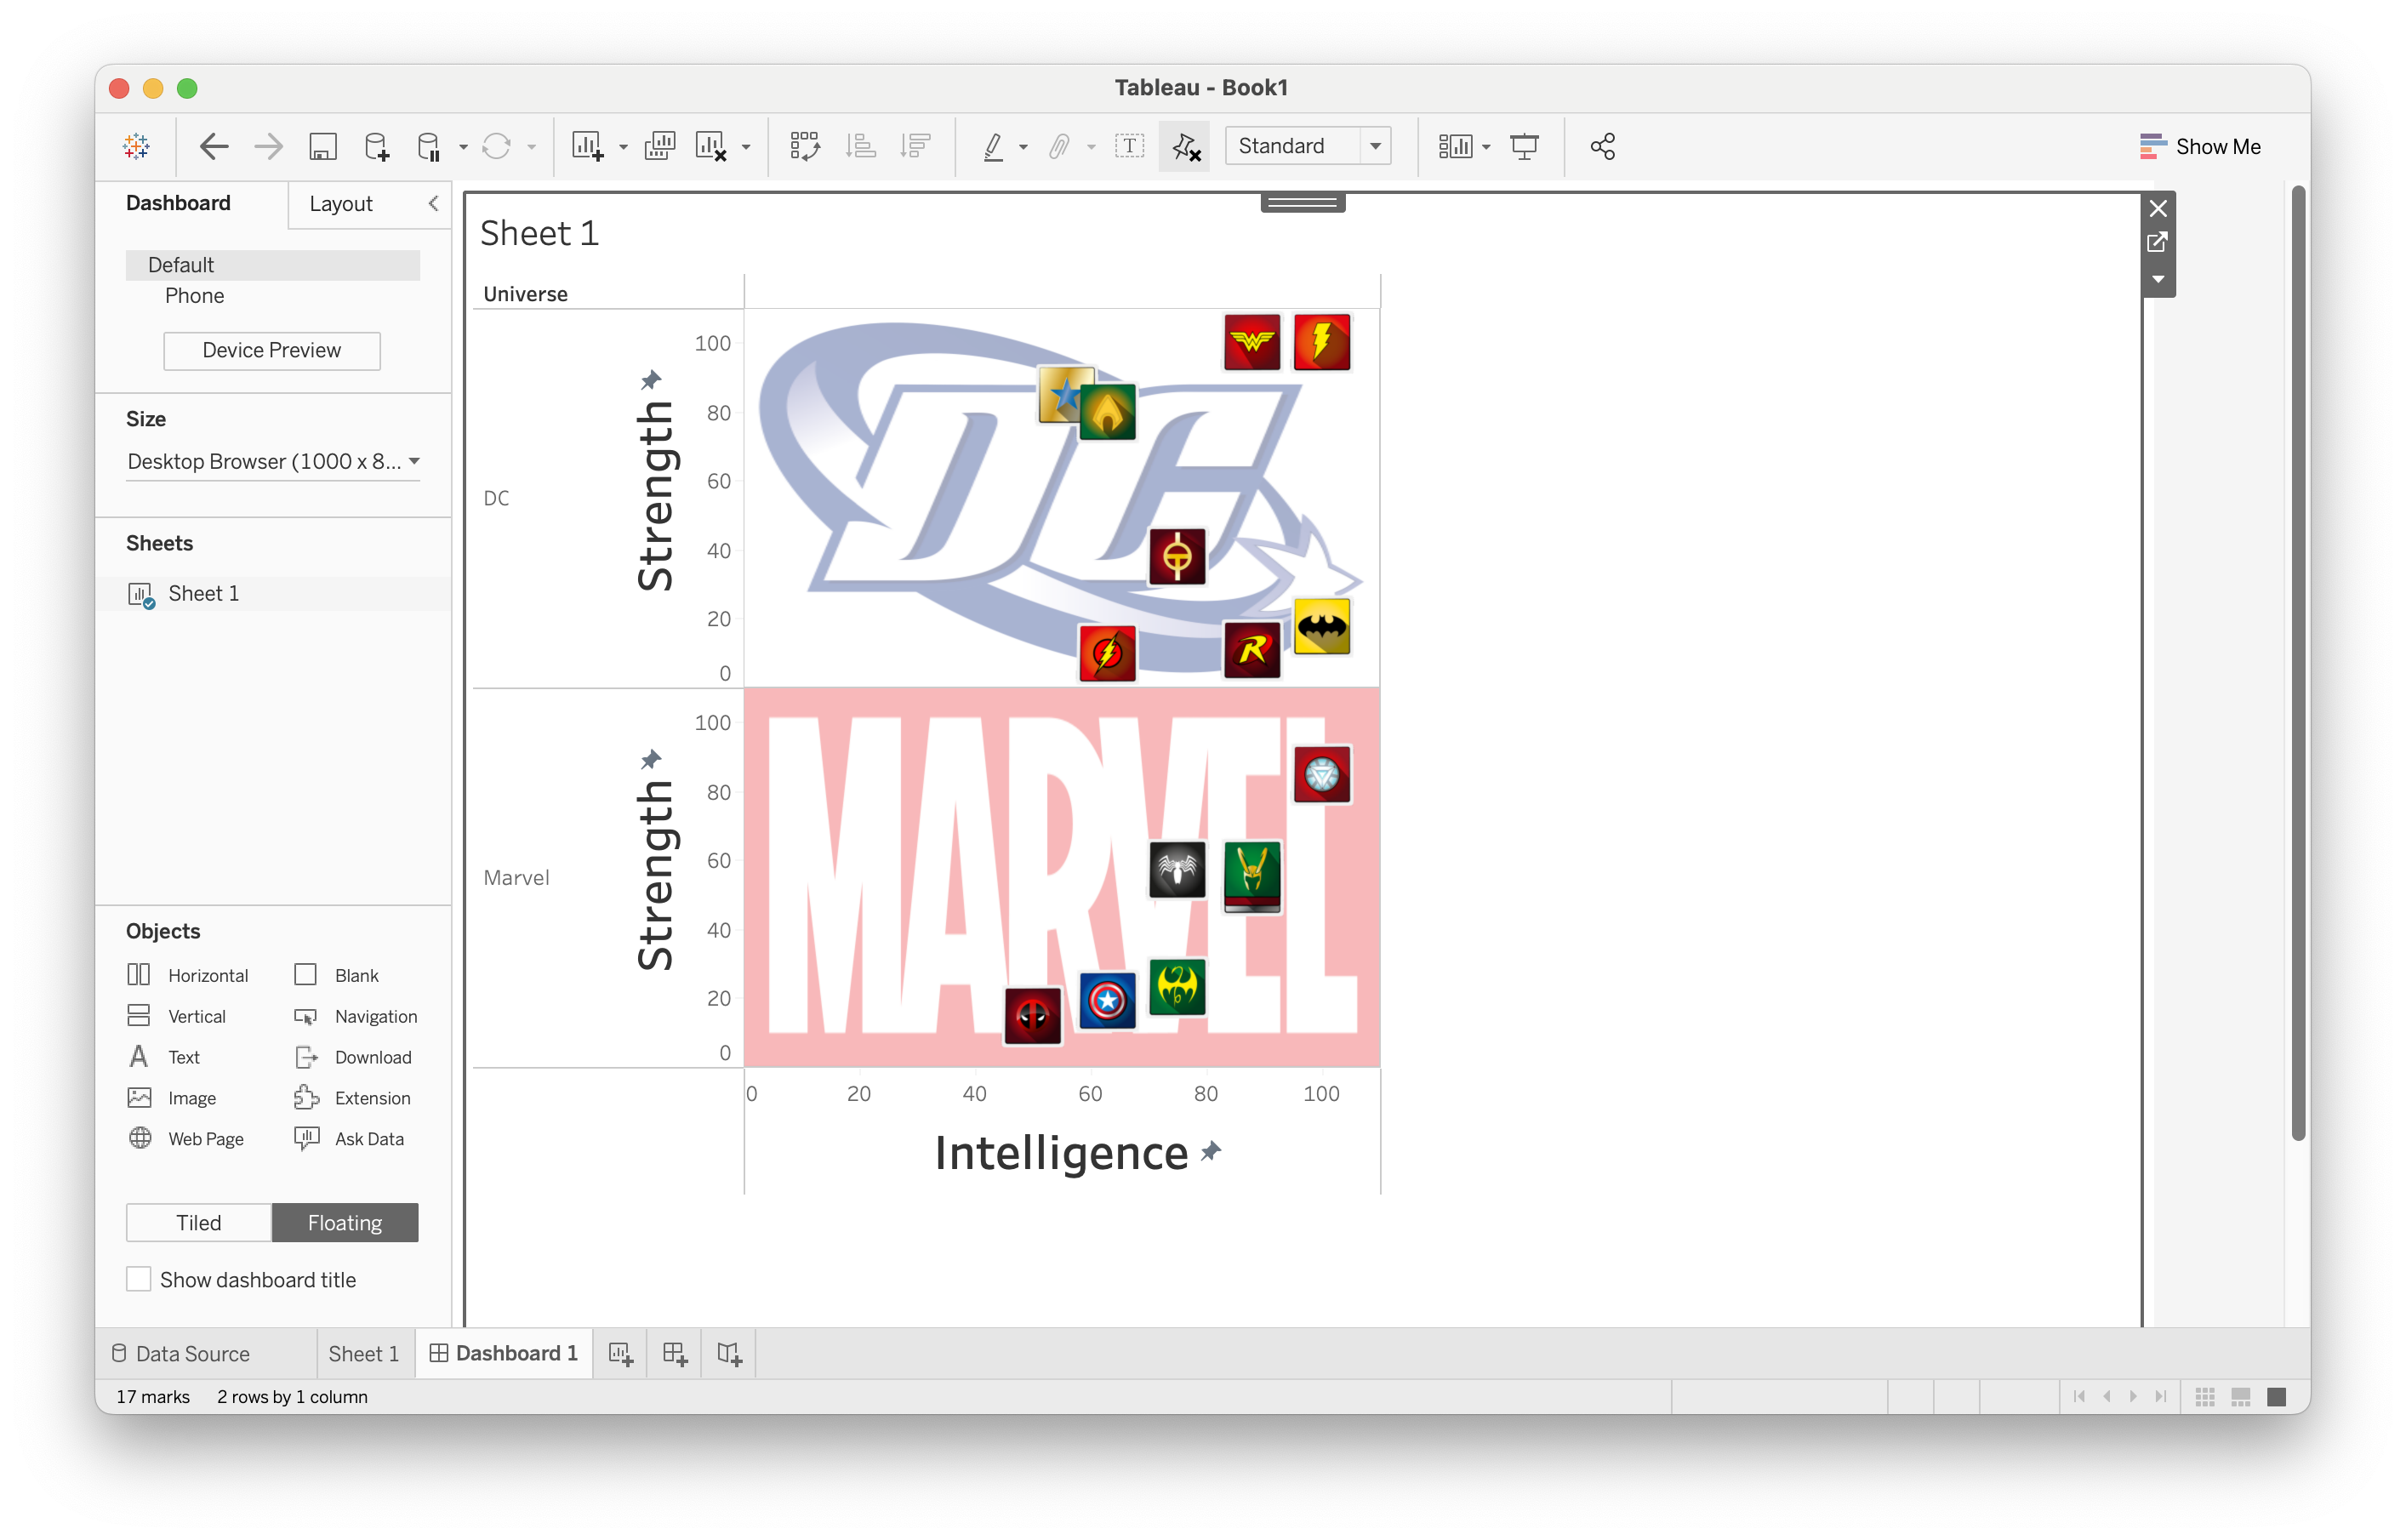 Tableau - Book1
Standard
Show Me
Dashboard
Layout
Default
Phone
Device Preview
Size
Desktop Browser (1000 x 8...
Sheets
Sheet 1
Objects
Horizontal
Blank
Vertical
Navigation
Text
Download
Image
Extension
Web Page
Ask Data
Tiled
Floating
Show dashboard title
Sheet 1
Universe
DC
Strength
100
80
60
40
20
0
DC
R
Marvel
Strength
100
80
60
40
20
0
MARVEL
0 20 40 60 80 100
Intelligence
Data Source
Sheet 1
Dashboard 1
17 marks 2 rows by 1 column